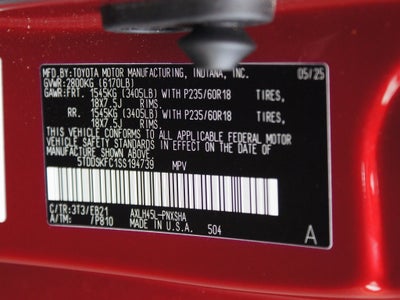 MFD.BY:TOYOTA MOTOR MANUFACTURING, INDIANA, INC. 05/25
GVWR:2800KG (6170LB)
GAWR:FRT. 1545KG (3405LB) WITH P235/60R18 TIRES,
18X7.5J RIMS.
RR. 1545KG (3405LB) WITH P235/60R18 TIRES,
18X7.5J RIMS.
THIS VEHICLE CONFORMS TO ALL APPLICABLE FEDERAL MOTOR
VEHICLE SAFETY STANDARDS IN EFFECT ON THE DATE OF
MANUFACTURE SHOWN ABOVE.
5TDDSKFC1SS194739 MPV
C/TR:3T3/EB21 AXLH45L-PNXSHA
A/TM: /P810 MADE IN U.S.A. 504
A